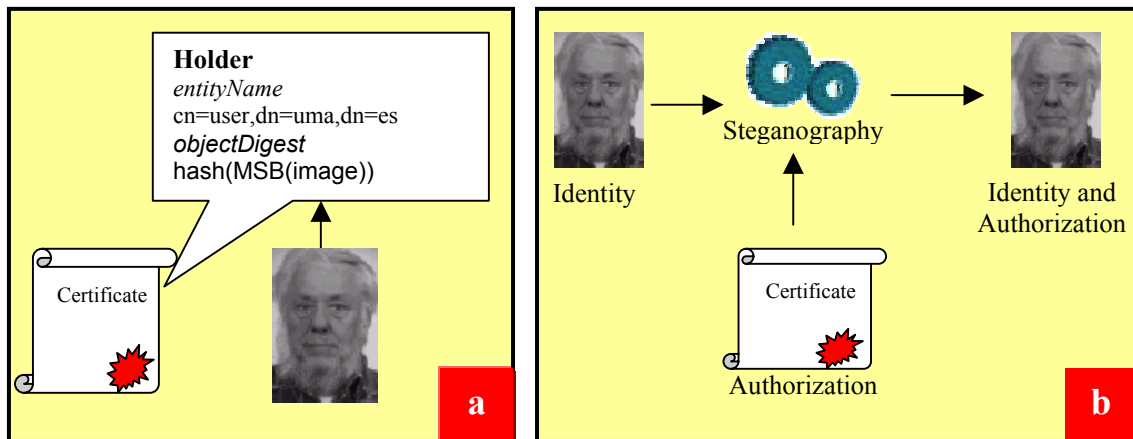 Holder
entityName
cn=user,dn=uma,dn=es
objectDigest
hash(MSB(image))
Certificate
a
Identity
Steganography
Identity and
Authorization
Certificate
Authorization
b